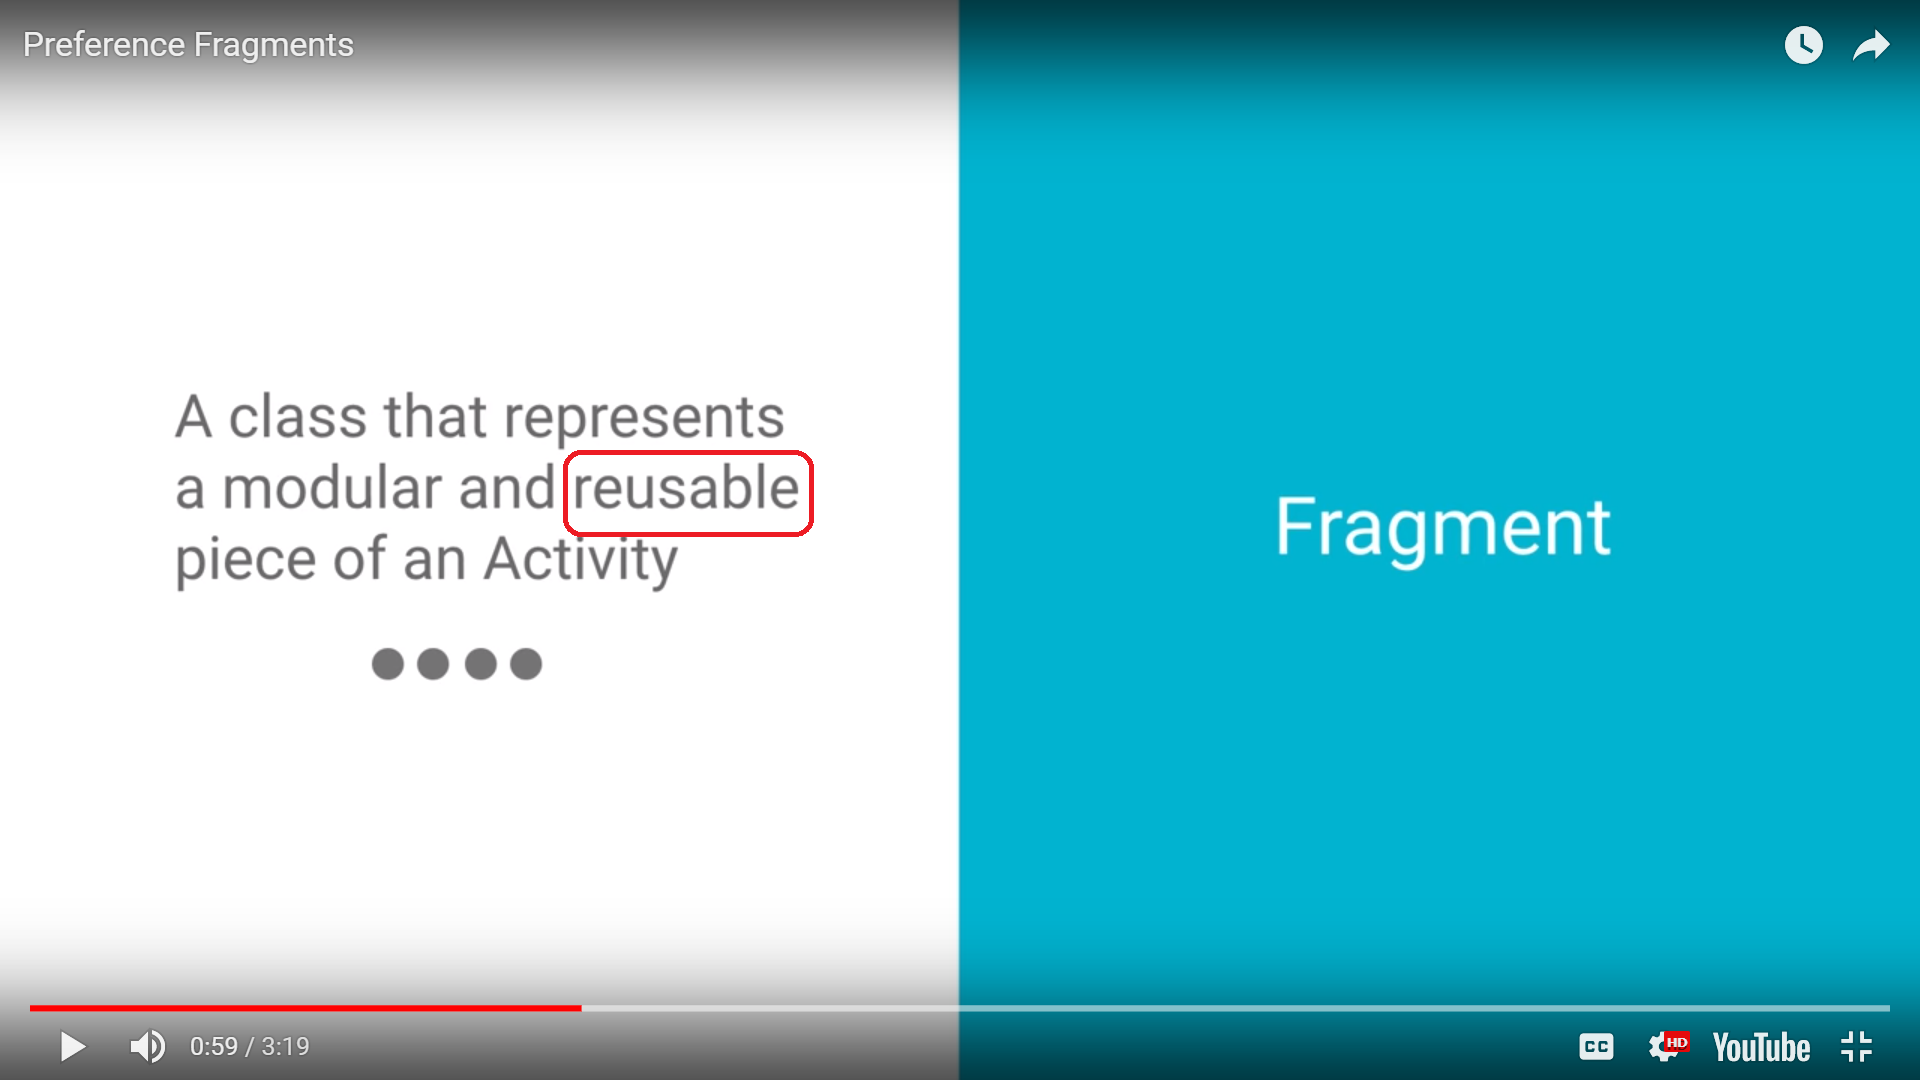 Preference Fragments
A class that represents
a modular and reusable
piece of an Activity
Fragment
0:59 / 3:19
CC
HD
YouTube